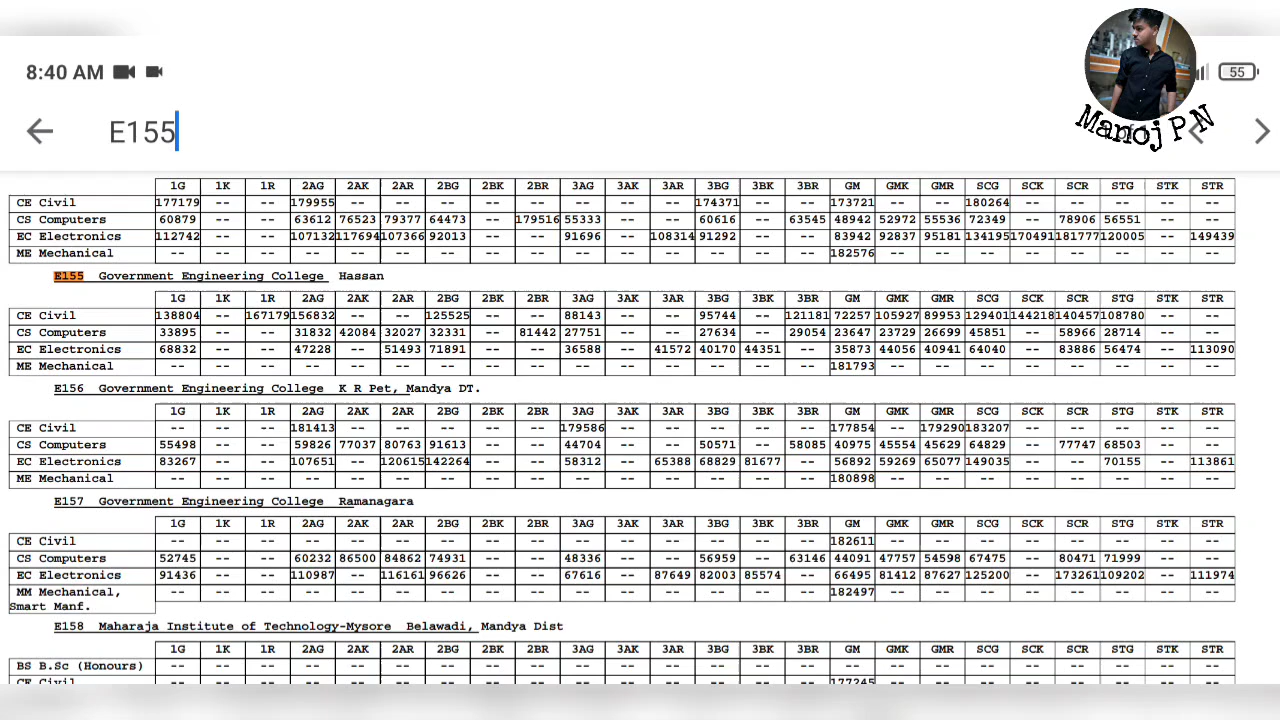 8:40 AM 55
E155
Manoj P N
1G 1K 1R 2AG 2AK 2AR 2BG 2BK 2BR 3AG 3AK 3AR 3BG 3BK 3BR GM GMK GMR SCG SCK SCR STG STK STR
CE Civil 177179 -- -- 179955 -- -- -- -- -- -- -- -- 174371 -- -- 173721 -- -- 180264 -- -- -- -- --
CS Computers 60879 -- -- 63612 76523 79377 64473 -- 179516 55333 -- -- 60616 -- 63545 48942 52972 55536 72349 -- 78906 56551 -- --
EC Electronics 112742 -- -- 107132 117694 107366 92013 -- -- 91696 -- 108314 91292 -- -- 83942 92837 95181 134195 170491 181777 120005 -- 149439
ME Mechanical -- -- -- -- -- -- -- -- -- -- -- -- -- -- -- 182576 -- -- -- -- -- -- -- --
E155 Government Engineering College Hassan
1G 1K 1R 2AG 2AK 2AR 2BG 2BK 2BR 3AG 3AK 3AR 3BG 3BK 3BR GM GMK GMR SCG SCK SCR STG STK STR
CE Civil 138804 -- 167179 156832 -- -- 125525 -- -- 88143 -- -- 95744 -- 121181 72257 105927 89953 129401 144218 140457 108780 -- --
CS Computers 33895 -- -- 31832 42084 32027 32331 -- 81442 27751 -- -- 27634 -- 29054 23647 23729 26699 45851 -- 58966 28714 -- --
EC Electronics 68832 -- -- 47228 -- 51493 71891 -- -- 36588 -- 41572 40170 44351 -- 35873 44056 40941 64040 -- 83886 56474 -- 113090
ME Mechanical -- -- -- -- -- -- -- -- -- -- -- -- -- -- -- 181793 -- -- -- -- -- -- -- --
E156 Government Engineering College K R Pet, Mandya DT.
1G 1K 1R 2AG 2AK 2AR 2BG 2BK 2BR 3AG 3AK 3AR 3BG 3BK 3BR GM GMK GMR SCG SCK SCR STG STK STR
CE Civil -- -- -- 181413 -- -- -- -- -- 179586 -- -- -- -- -- 177854 -- 179290 183207 -- -- -- -- --
CS Computers 55498 -- -- 59826 77037 80763 91613 -- -- 44704 -- -- 50571 -- 58085 40975 45554 45629 64829 -- 77747 68503 -- --
EC Electronics 83267 -- -- 107651 -- 120615 142264 -- -- 58312 -- 65388 68829 81677 -- 56892 59269 65077 149035 -- -- 70155 -- 113861
ME Mechanical -- -- -- -- -- -- -- -- -- -- -- -- -- -- -- 180898 -- -- -- -- -- -- -- --
E157 Government Engineering College Ramanagara
1G 1K 1R 2AG 2AK 2AR 2BG 2BK 2BR 3AG 3AK 3AR 3BG 3BK 3BR GM GMK GMR SCG SCK SCR STG STK STR
CE Civil -- -- -- -- -- -- -- -- -- -- -- -- -- -- -- 182611 -- -- -- -- -- -- -- --
CS Computers 52745 -- -- 60232 86500 84862 74931 -- -- 48336 -- -- 56959 -- 63146 44091 47757 54598 67475 -- 80471 71999 -- --
EC Electronics 91436 -- -- 110987 -- 116161 96626 -- -- 67616 -- 87649 82003 85574 -- 66495 81412 87627 125200 -- 173261 109202 -- 111974
MM Mechanical, -- -- -- -- -- -- -- -- -- -- -- -- -- -- -- 182497 -- -- -- -- -- -- -- --
Smart Manf.
E158 Maharaja Institute of Technology-Mysore Belawadi, Mandya Dist
1G 1K 1R 2AG 2AK 2AR 2BG 2BK 2BR 3AG 3AK 3AR 3BG 3BK 3BR GM GMK GMR SCG SCK SCR STG STK STR
BS B.Sc (Honours) -- -- -- -- -- -- -- -- -- -- -- -- -- -- -- -- -- -- -- -- -- -- -- --
CE Civil -- -- -- -- -- -- -- -- -- -- -- -- -- -- -- 177245 -- -- -- -- -- -- -- --